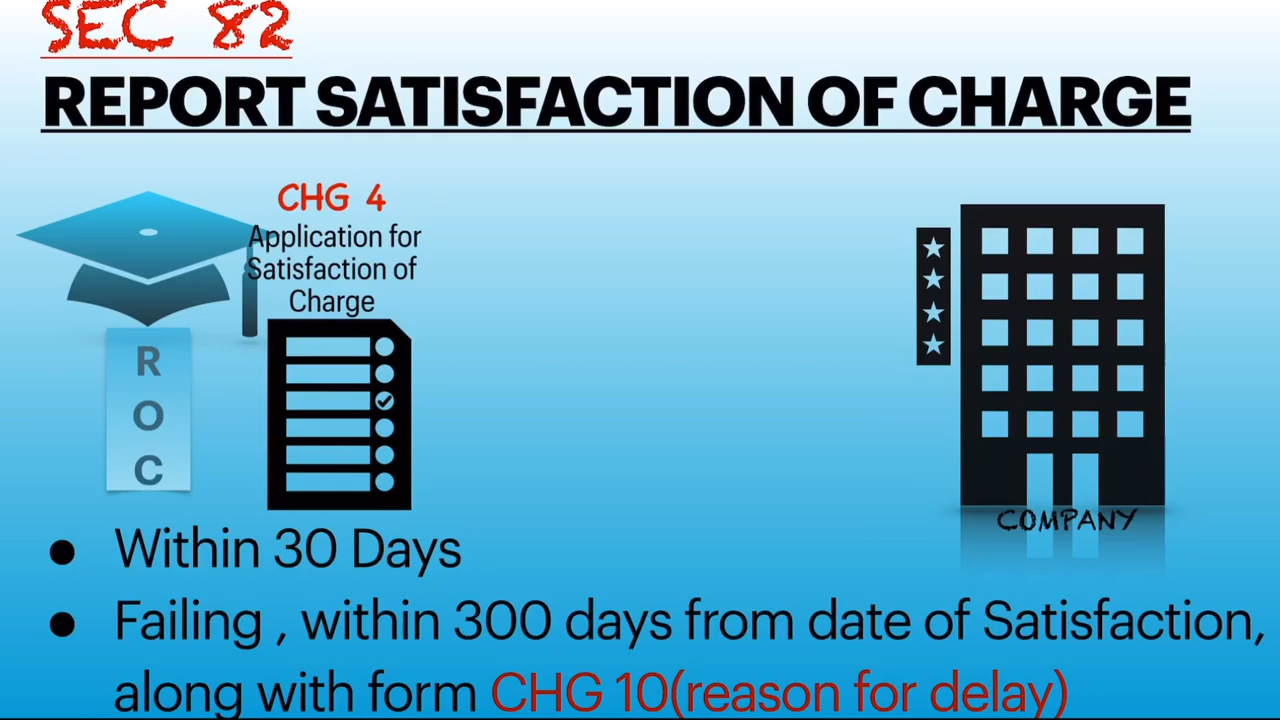 SEC 82
REPORT SATISFACTION OF CHARGE
CHG 4
Application for
Satisfaction of
Charge
R
O
C
COMPANY
● Within 30 Days
● Failing , within 300 days from date of Satisfaction,
along with form CHG 10(reason for delay)